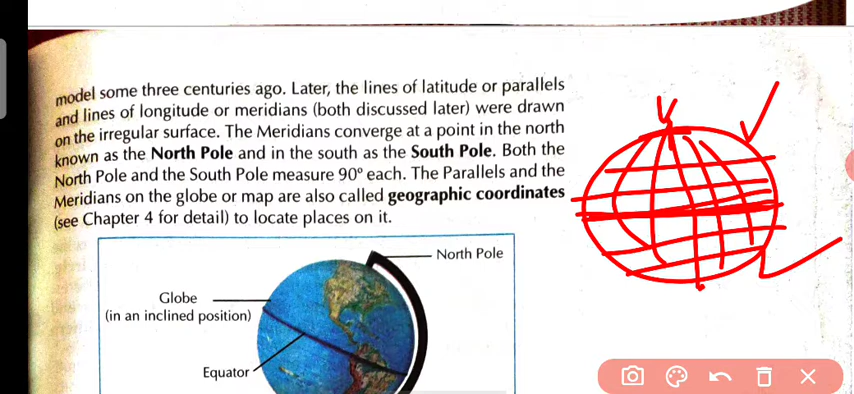 model some three centuries ago. Later, the lines of latitude or parallels
and lines of longitude or meridians (both discussed later) were drawn
on the irregular surface. The Meridians converge at a point in the north
known as the North Pole and in the south as the South Pole. Both the
North Pole and the South Pole measure 90° each. The Parallels and the
Meridians on the globe or map are also called geographic coordinates
(see Chapter 4 for detail) to locate places on it.
North Pole
Globe
(in an inclined position)
Equator